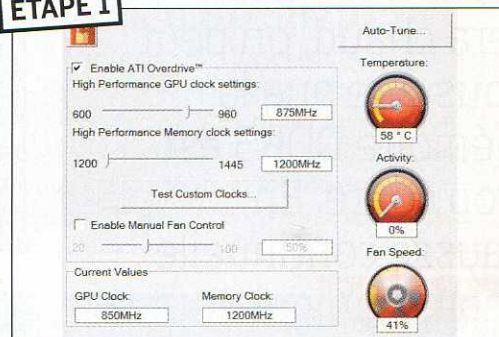 ETAPE 1
Auto-Tune...
Enable ATI Overdrive™
Temperature:
High Performance GPU clock settings:
600 960 875MHz
58 ° C
High Performance Memory clock settings:
1200 1445 1200MHz
Activity:
Test Custom Clocks...
0%
Enable Manual Fan Control
20 100 50%
Fan Speed:
Current Values
GPU Clock: Memory Clock:
850MHz 1200MHz
41%